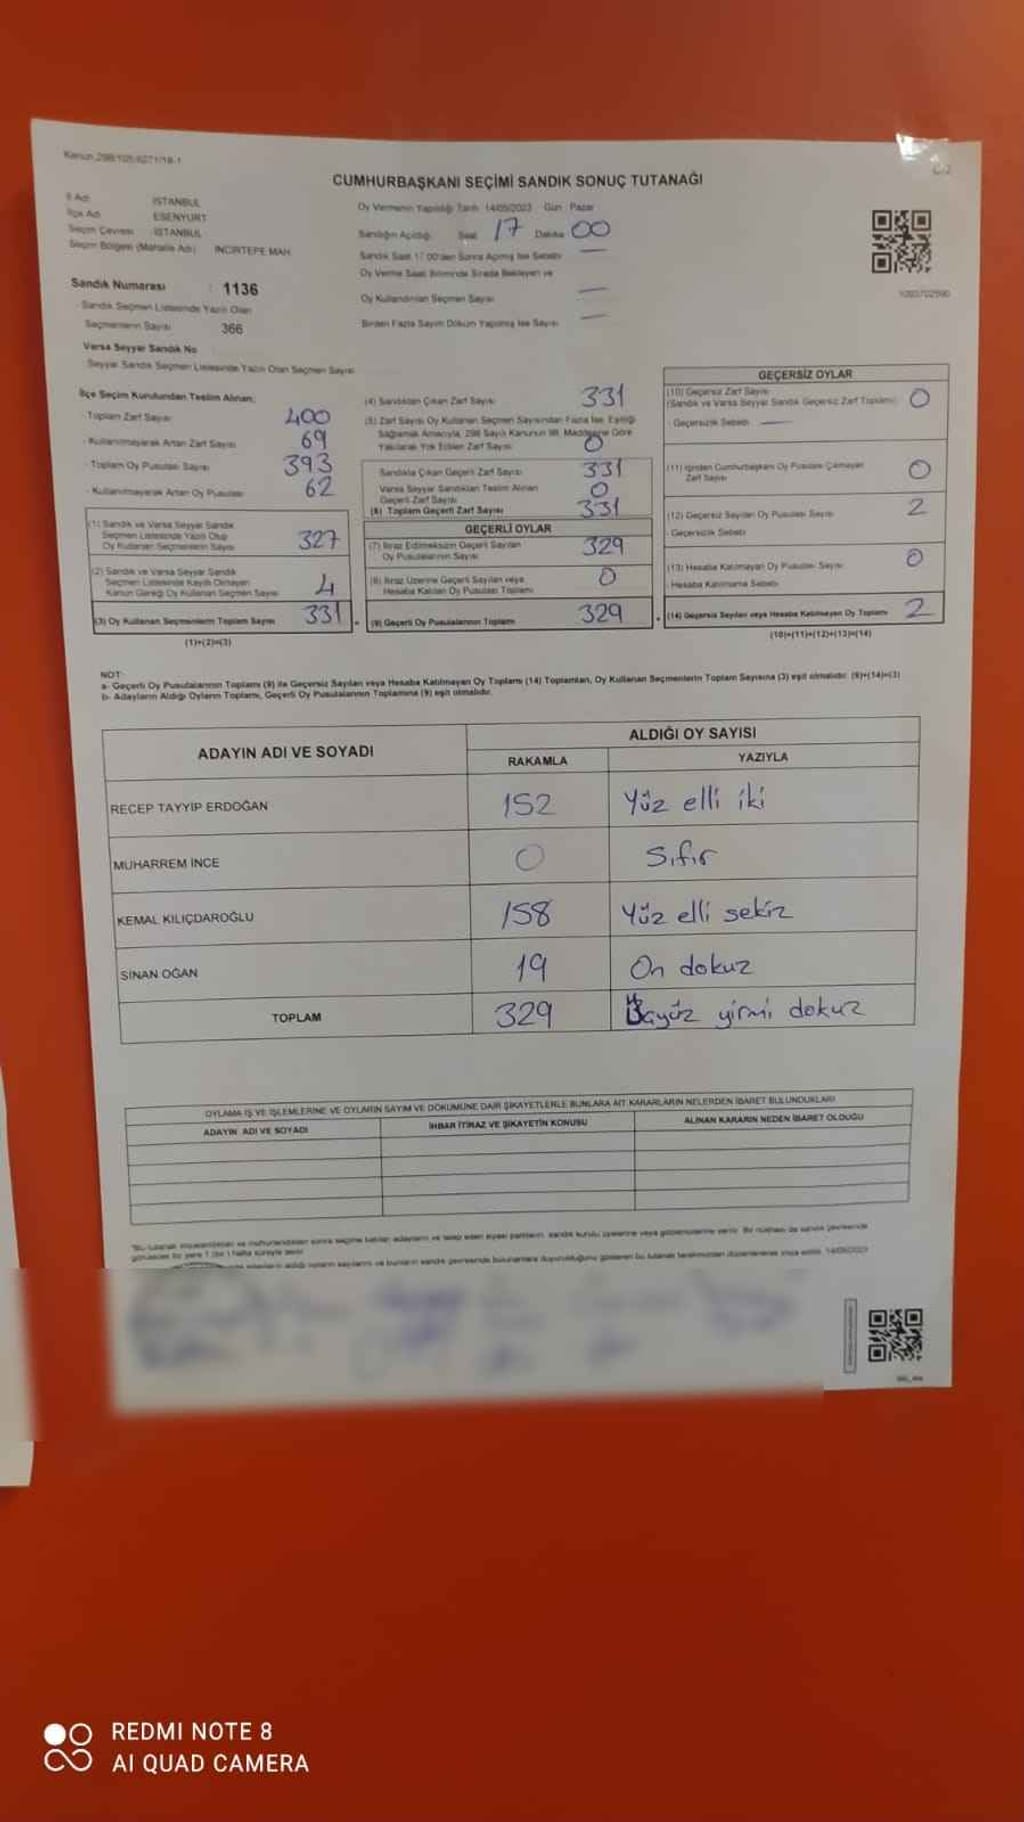 Kanun 298/105,6271/18-1
C-2
CUMHURBAŞKANI SEÇİMİ SANDIK SONUÇ TUTANAĞI
İl Adı İSTANBUL
İlçe Adı ESENYURT
Seçim Çevresi İSTANBUL
Seçim Bölgesi (Mahalle Adı) İNCİRTEPE MAH.
Sandık Numarası : 1136
Sandık Seçmen Listesinde Yazılı Olan
Seçmenlerin Sayısı 366
Varsa Seyyar Sandık No
Seyyar Sandık Seçmen Listesinde Yazılı Olan Seçmen Sayısı
Oy Vermenin Yapıldığı Tarih 14/05/2023 Gün: Pazar
Sandığın Açıldığı Saat 17 Dakika 00
Sandık Saat 17.00'den Sonra Açılmış İse Sebebi
Oy Verme Saati Bitiminde Sırada Bekleyen ve
Oy Kullandırılan Seçmen Sayısı
Birden Fazla Sayım Döküm Yapılmış İse Sayısı
İlçe Seçim Kurulundan Teslim Alınan;
- Toplam Zarf Sayısı 400
- Kullanılmayarak Artan Zarf Sayısı 69
- Toplam Oy Pusulası Sayısı 393
- Kullanılmayarak Artan Oy Pusulası 62
(1) Sandık ve Varsa Seyyar Sandık
Seçmen Listesinde Yazılı Olup
Oy Kullanan Seçmenlerin Sayısı 327
(2) Sandık ve Varsa Seyyar Sandık
Seçmen Listesinde Kayıtlı Olmayan
Kanun Gereği Oy Kullanan Seçmen Sayısı 4
(3) Oy Kullanan Seçmenlerin Toplam Sayısı 331
(1)+(2)=(3)
(4) Sandıktan Çıkan Zarf Sayısı 331
(5) Zarf Sayısı Oy Kullanan Seçmen Sayısından Fazla İse, Eşitliği
Sağlamak Amacıyla, 298 Sayılı Kanunun 98. Maddesine Göre
Yakılarak Yok Edilen Zarf Sayısı 0
Sandıkta Çıkan Geçerli Zarf Sayısı 331
Varsa Seyyar Sandıktan Teslim Alınan
Geçerli Zarf Sayısı 0
(6) Toplam Geçerli Zarf Sayısı 331
GEÇERLİ OYLAR
(7) İtiraz Edilmeksizin Geçerli Sayılan
Oy Pusulalarının Sayısı 329
(8) İtiraz Üzerine Geçerli Sayılan veya
Hesaba Katılan Oy Pusulası Toplamı 0
(9) Geçerli Oy Pusulalarının Toplamı 329
GEÇERSİZ OYLAR
(10) Geçersiz Zarf Sayısı
(Sandık ve Varsa Seyyar Sandık Geçersiz Zarf Toplamı) 0
- Geçersizlik Sebebi
(11) İçinden Cumhurbaşkanı Oy Pusulası Çıkmayan
Zarf Sayısı 0
(12) Geçersiz Sayılan Oy Pusulası Sayısı 2
- Geçersizlik Sebebi
(13) Hesaba Katılmayan Oy Pusulası Sayısı 0
- Hesaba Katılmama Sebebi
(14) Geçersiz Sayılan veya Hesaba Katılmayan Oy Toplamı 2
(10)+(11)+(12)+(13)=(14)
NOT:
a- Geçerli Oy Pusulalarının Toplamı (9) ile Geçersiz Sayılan veya Hesaba Katılmayan Oy Toplamı (14) Toplamları, Oy Kullanan Seçmenlerin Toplam Sayısına (3) eşit olmalıdır. (9)+(14)=(3)
b- Adayların Aldığı Oyların Toplamı, Geçerli Oy Pusulalarının Toplamına (9) eşit olmalıdır.
ADAYIN ADI VE SOYADI ALDIĞI OY SAYISI
RAKAMLA YAZIYLA
RECEP TAYYİP ERDOĞAN 152 Yüz elli iki
MUHARREM İNCE 0 Sıfır
KEMAL KILIÇDAROĞLU 158 Yüz elli sekiz
SİNAN OĞAN 19 On dokuz
TOPLAM 329 Üçyüz yirmi dokuz
OYLAMA İŞ VE İŞLEMLERİNE VE OYLARIN SAYIM VE DÖKÜMÜNE DAİR ŞİKAYETLERLE BUNLARA AİT KARARLARIN NELERDEN İBARET BULUNDUKLARI
ADAYIN ADI VE SOYADI İHBAR İTİRAZ VE ŞİKAYETİN KONUSU ALINAN KARARIN NEDEN İBARET OLDUĞU
REDMI NOTE 8
AI QUAD CAMERA